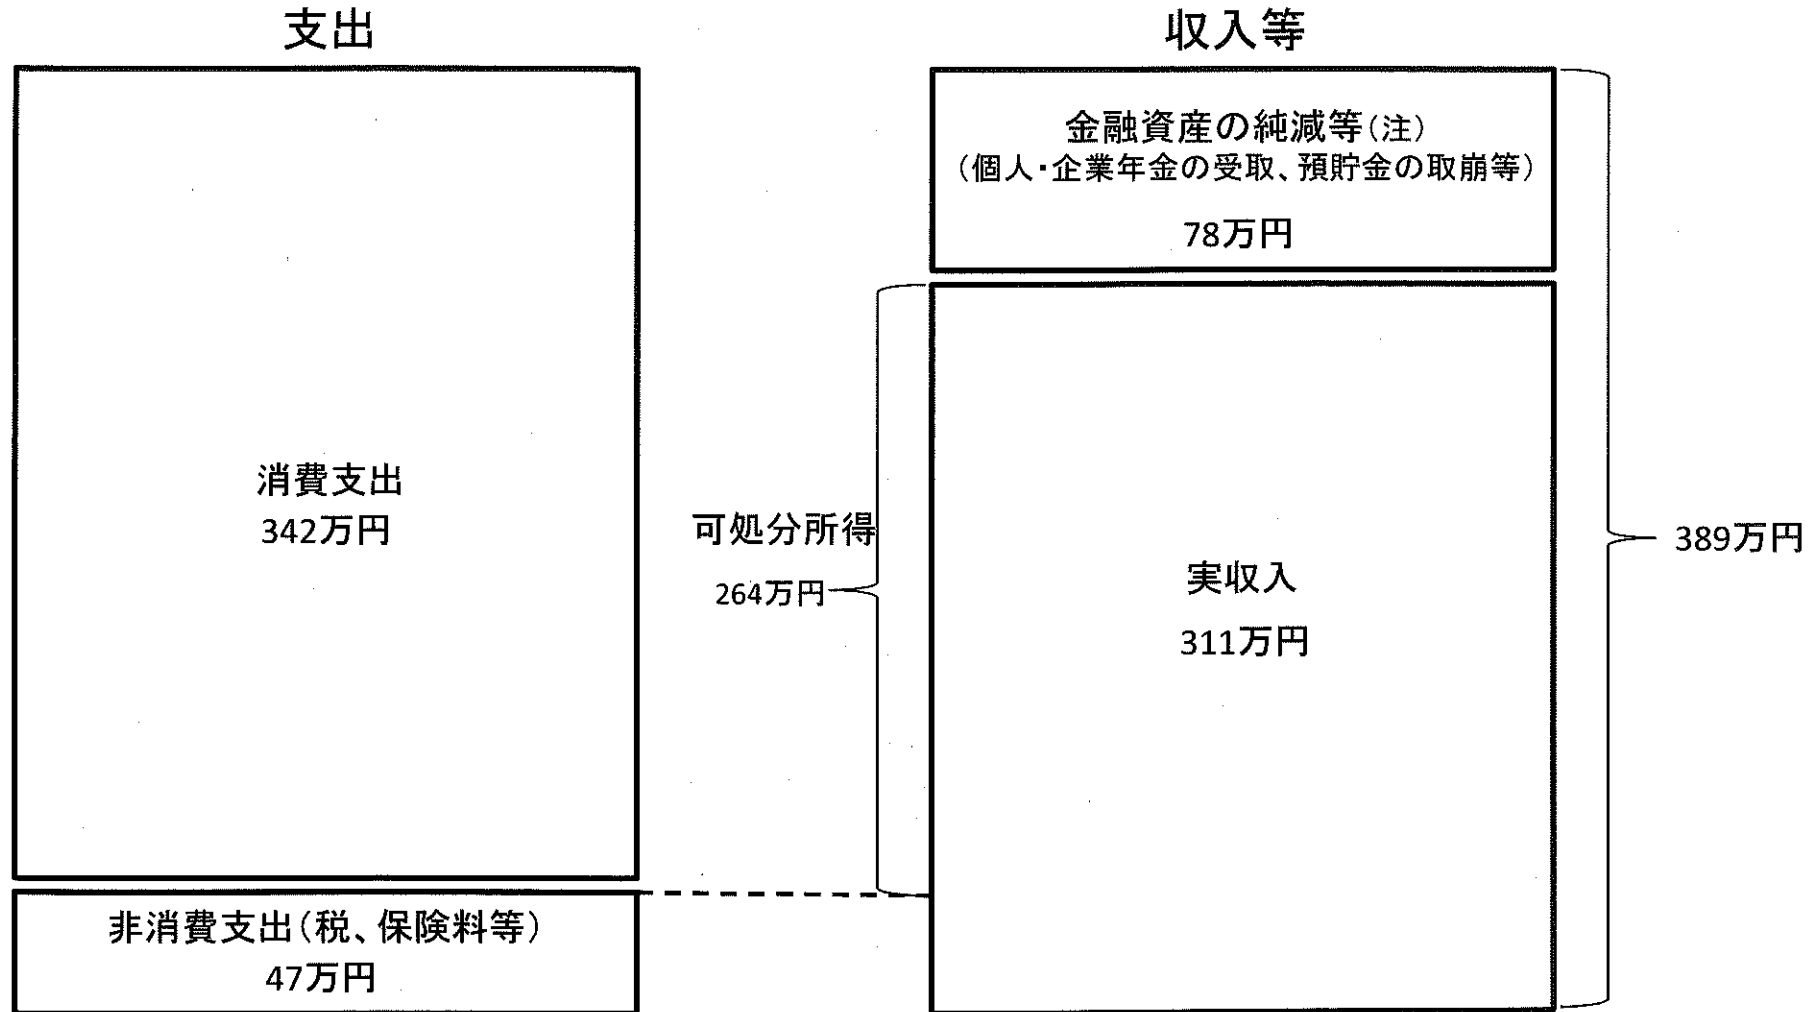 支出
消費支出
342万円
非消費支出(税、保険料等)
47万円
収入等
金融資産の純減等(注)
(個人・企業年金の受取、預貯金の取崩等)
78万円
可処分所得
264万円
実収入
311万円
389万円